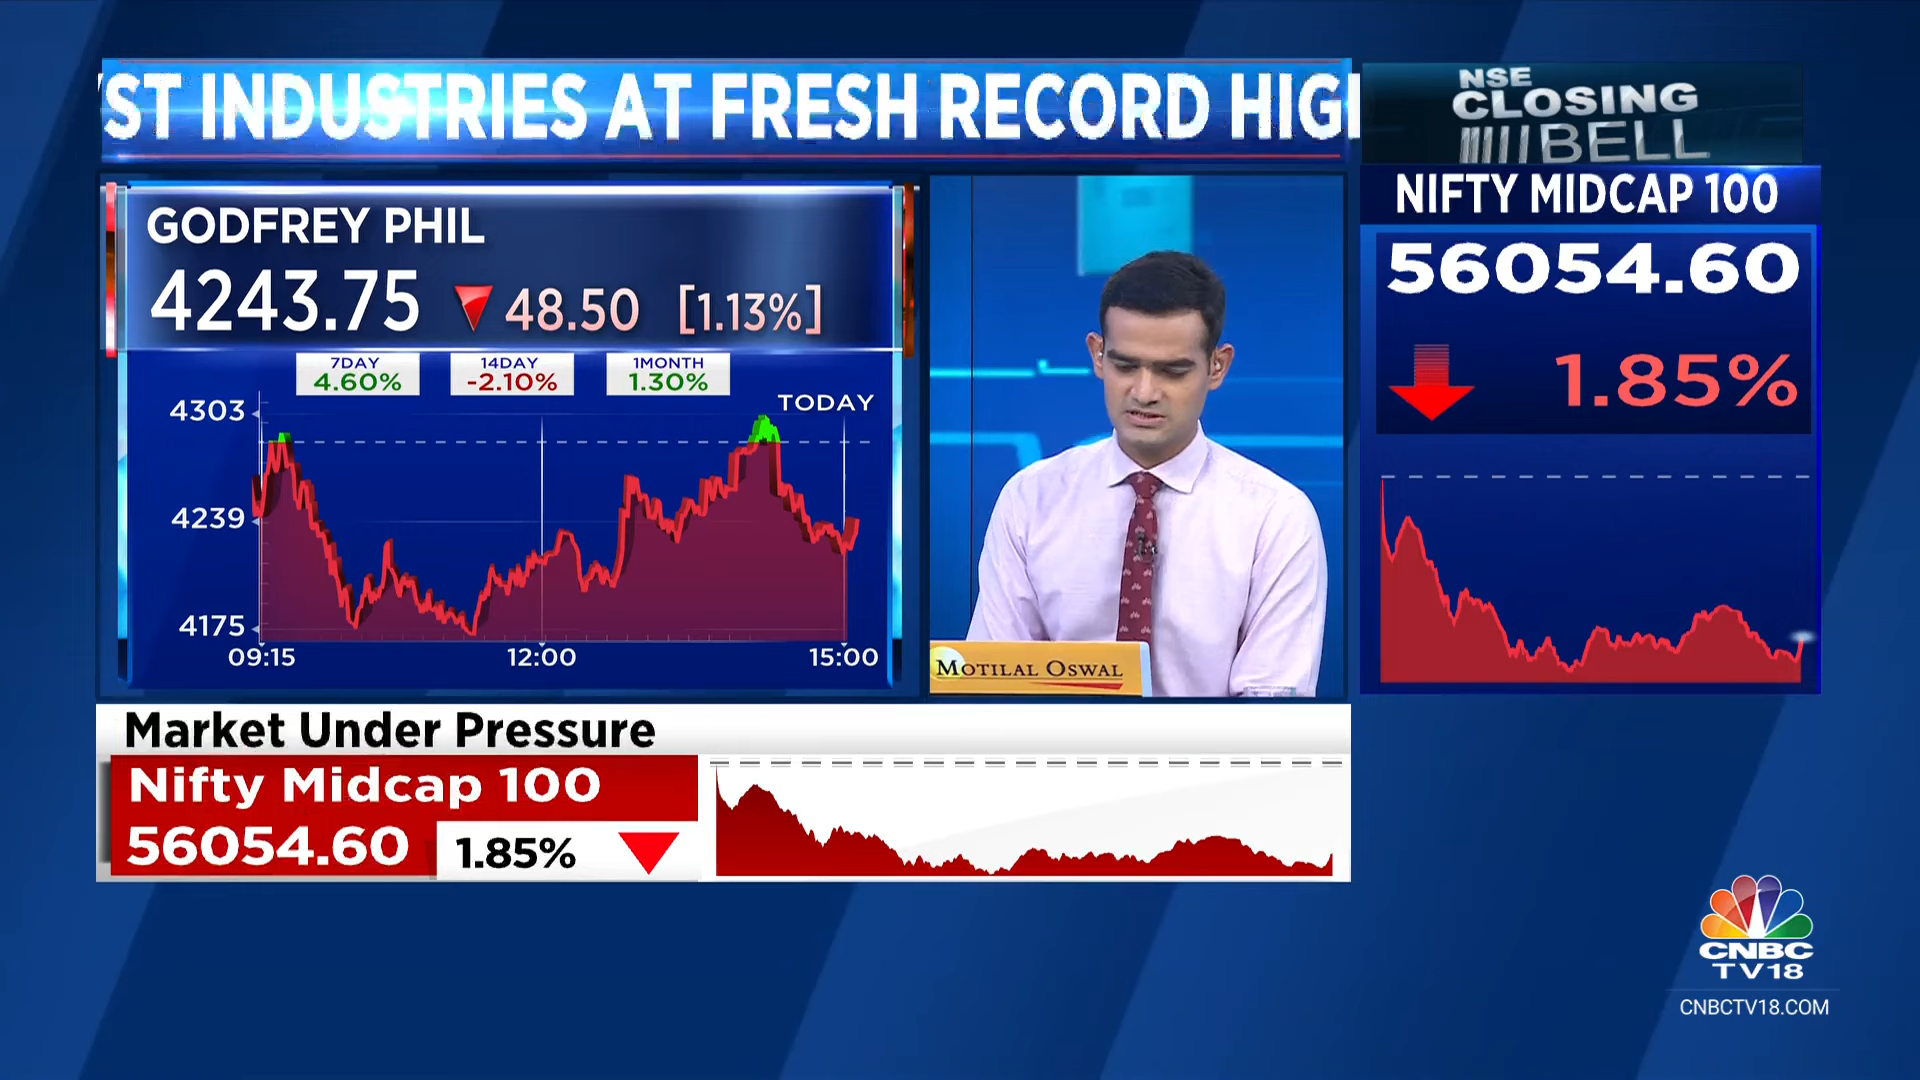 INDUSTRIES AT FRESH RECORD
NSE
CLOSING
BELL
GODFREY PHIL
4243.75 ▼ 48.50 [1.13%]
7DAY
4.60%
14DAY
-2.10%
1MONTH
1.30%
TODAY
4303
4239
4175
09:15 12:00 15:00
MOTILAL OSWAL
NIFTY MIDCAP 100
56054.60
1.85%
Market Under Pressure
Nifty Midcap 100
56054.60 1.85%
CNBC
TV18
CNBCTV18.COM